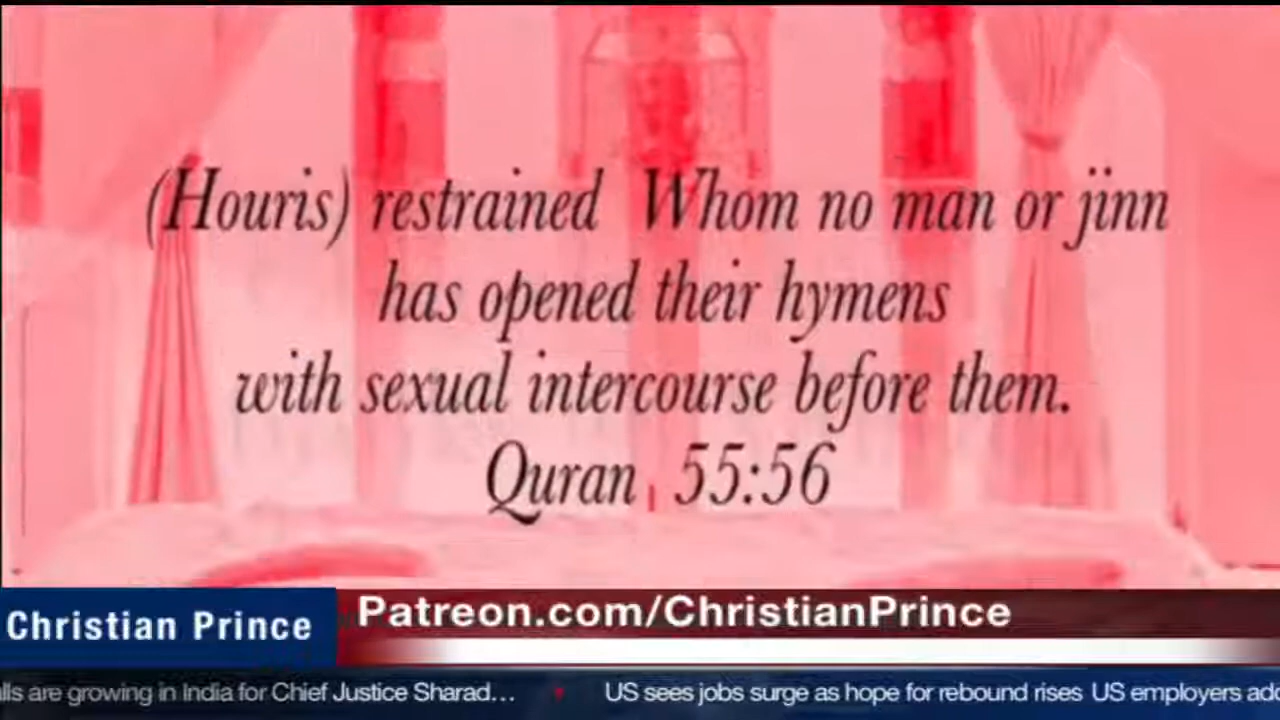 (Houris) restrained Whom no man or jinn
has opened their hymens
with sexual intercourse before them.
Quran 55:56
Christian Prince
Patreon.com/ChristianPrince
are growing in India for Chief Justice Sharad... US sees jobs surge as hope for rebound rises US employers